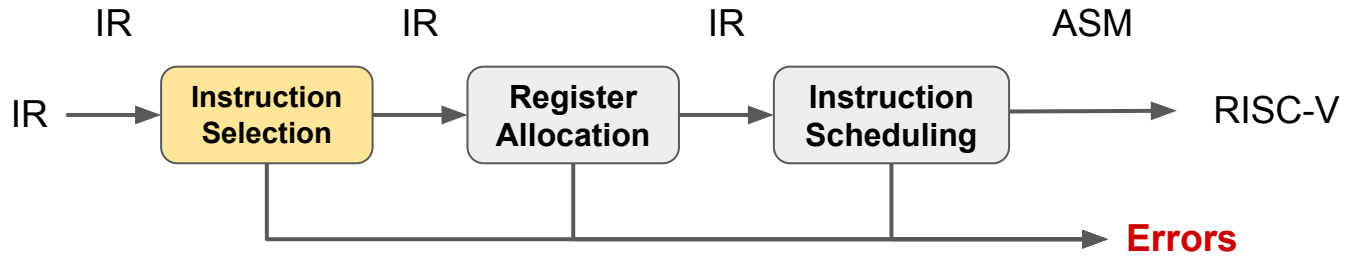 IR IR IR ASM
IR
Instruction
Selection
Register
Allocation
Instruction
Scheduling
RISC-V
Errors